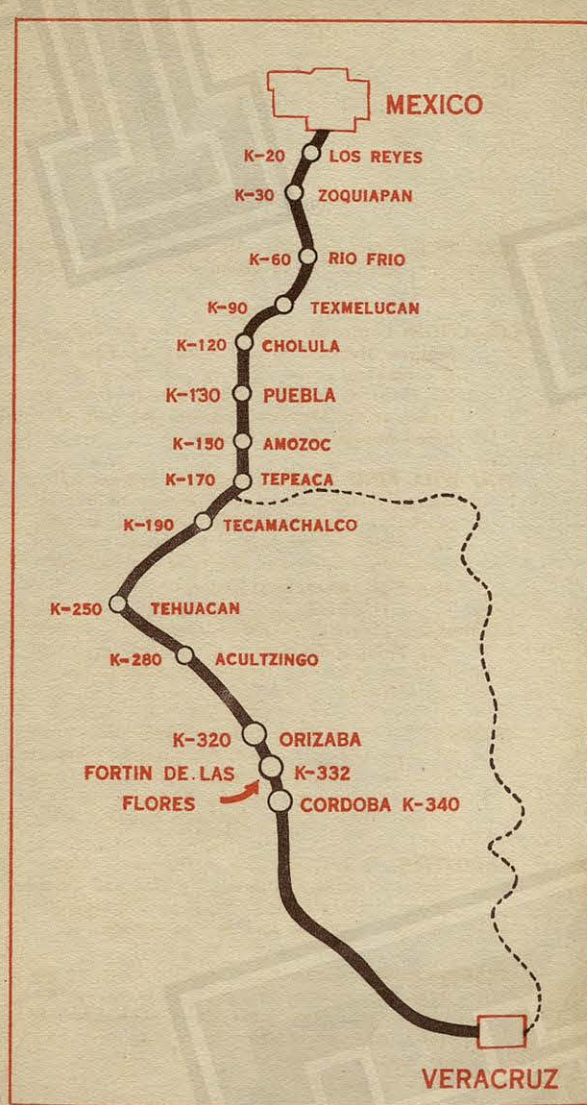 MEXICO
K-20 LOS REYES
K-30 ZOQUIAPAN
K-60 RIO FRIO
K-90 TEXMELUCAN
K-120 CHOLULA
K-130 PUEBLA
K-150 AMOZOC
K-170 TEPEACA
K-190 TECAMACHALCO
K-250 TEHUACAN
K-280 ACULTZINGO
K-320 ORIZABA
FORTIN DE.LAS K-332
FLORES CORDOBA K-340
VERACRUZ